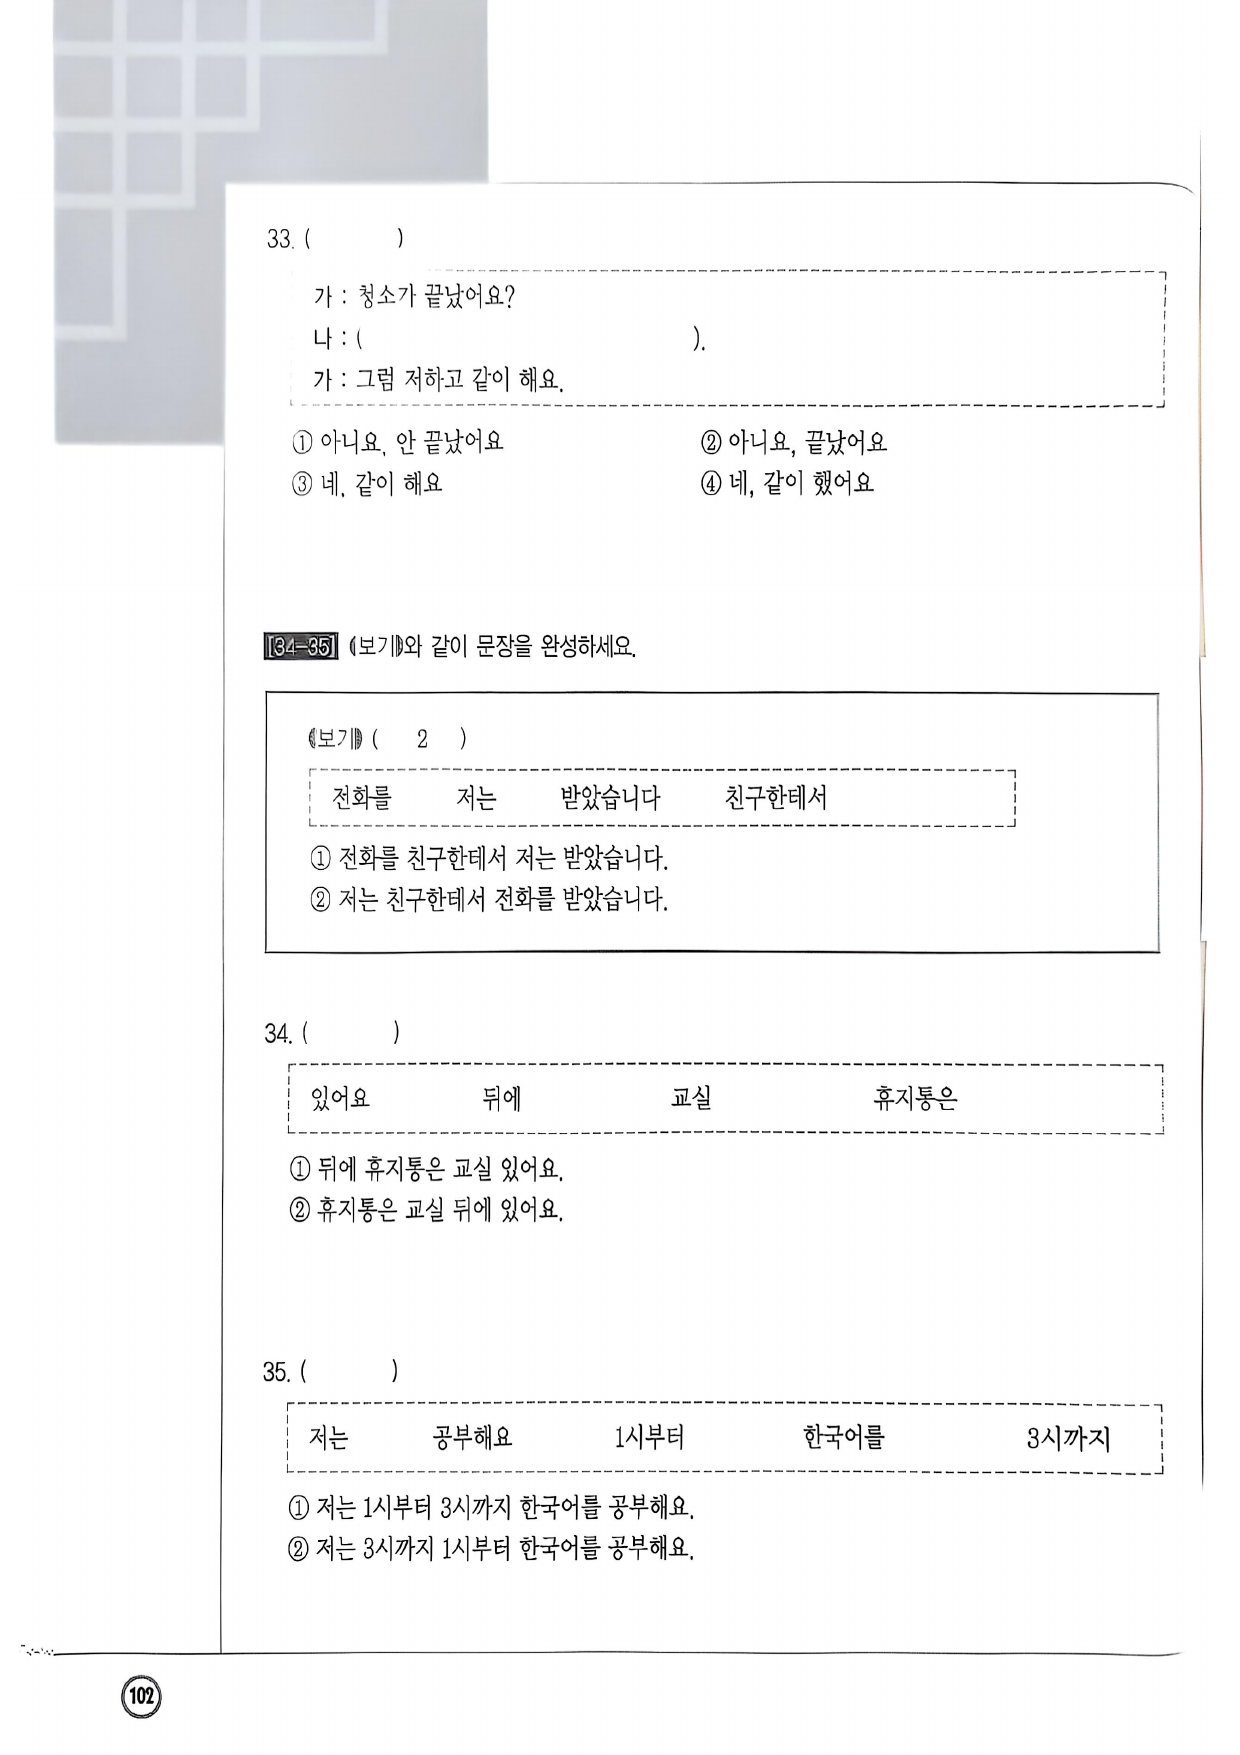 33. ( )
가 : 청소가 끝났어요?
나 : ( ).
가 : 그럼 저하고 같이 해요.
① 아니요, 안 끝났어요 ② 아니요, 끝났어요
③ 네, 같이 해요 ④ 네, 같이 했어요
[34-35] 《보기》와 같이 문장을 완성하세요.
《보기》 ( 2 )
전화를 저는 받았습니다 친구한테서
① 전화를 친구한테서 저는 받았습니다.
② 저는 친구한테서 전화를 받았습니다.
34. ( )
있어요 뒤에 교실 휴지통은
① 뒤에 휴지통은 교실 있어요.
② 휴지통은 교실 뒤에 있어요.
35. ( )
저는 공부해요 1시부터 한국어를 3시까지
① 저는 1시부터 3시까지 한국어를 공부해요.
② 저는 3시까지 1시부터 한국어를 공부해요.
102